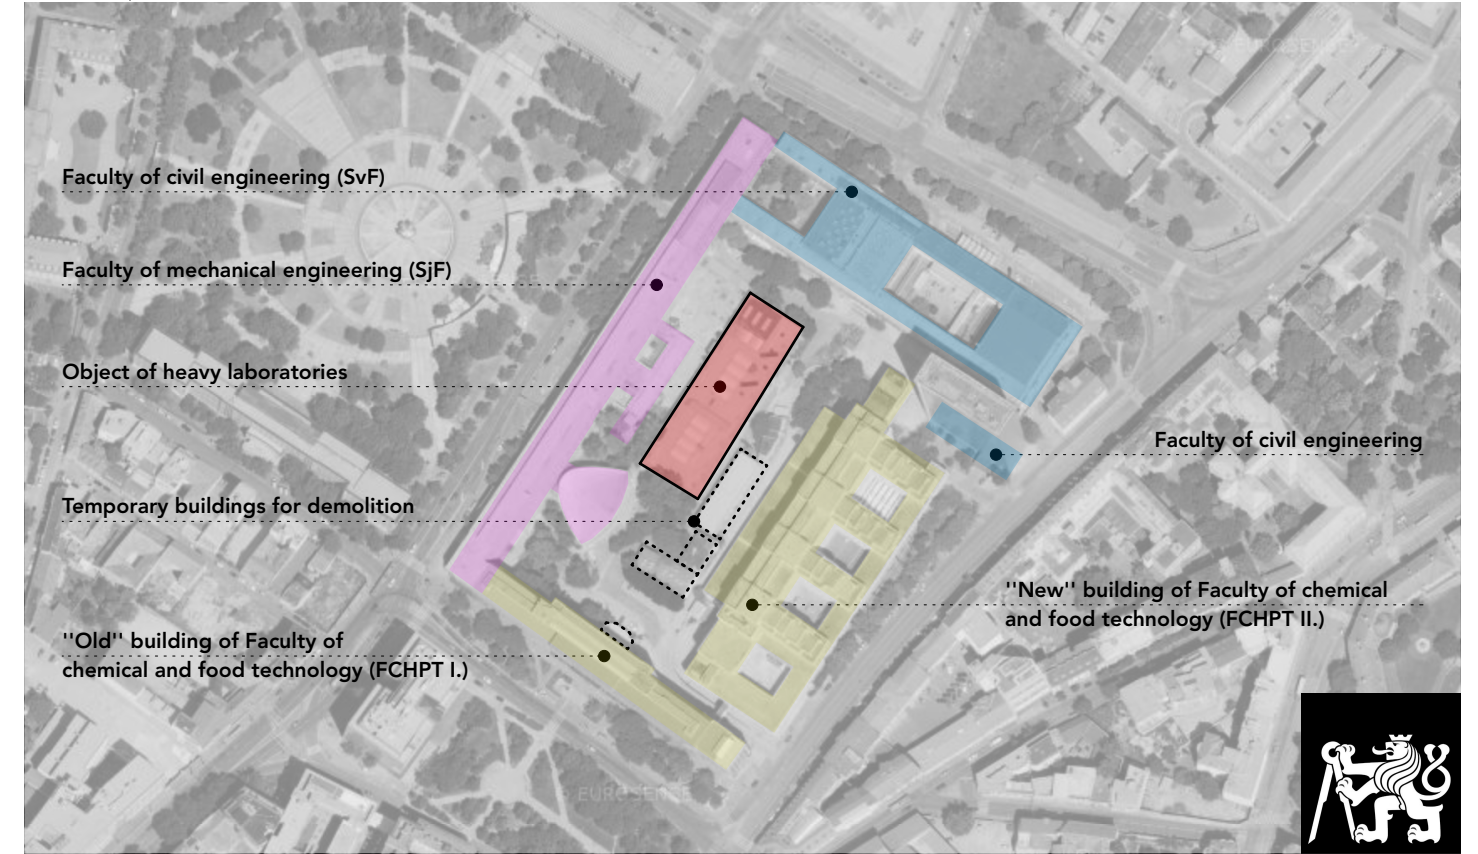 Faculty of civil engineering (SvF)
Faculty of mechanical engineering (SjF)
Object of heavy laboratories
Faculty of civil engineering
Temporary buildings for demolition
"New" building of Faculty of chemical
and food technology (FCHPT II.)
"Old" building of Faculty of
chemical and food technology (FCHPT I.)
© EUROSENSE
EUROSENSE